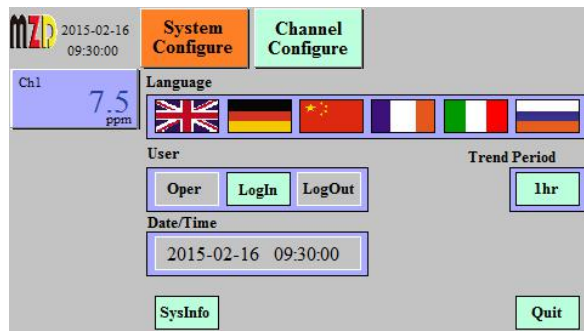 MZD
2015-02-16
09:30:00
System
Configure
Channel
Configure
Ch1
7.5
ppm
Language
User
Oper
LogIn
LogOut
Trend Period
1hr
Date/Time
2015-02-16 09:30:00
SysInfo
Quit